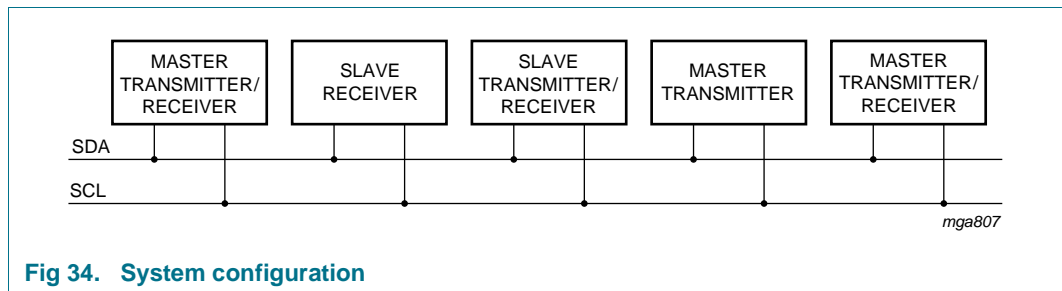 MASTER
TRANSMITTER/
RECEIVER
SLAVE
RECEIVER
SLAVE
TRANSMITTER/
RECEIVER
MASTER
TRANSMITTER
MASTER
TRANSMITTER/
RECEIVER
SDA
SCL
mga807
Fig 34. System configuration